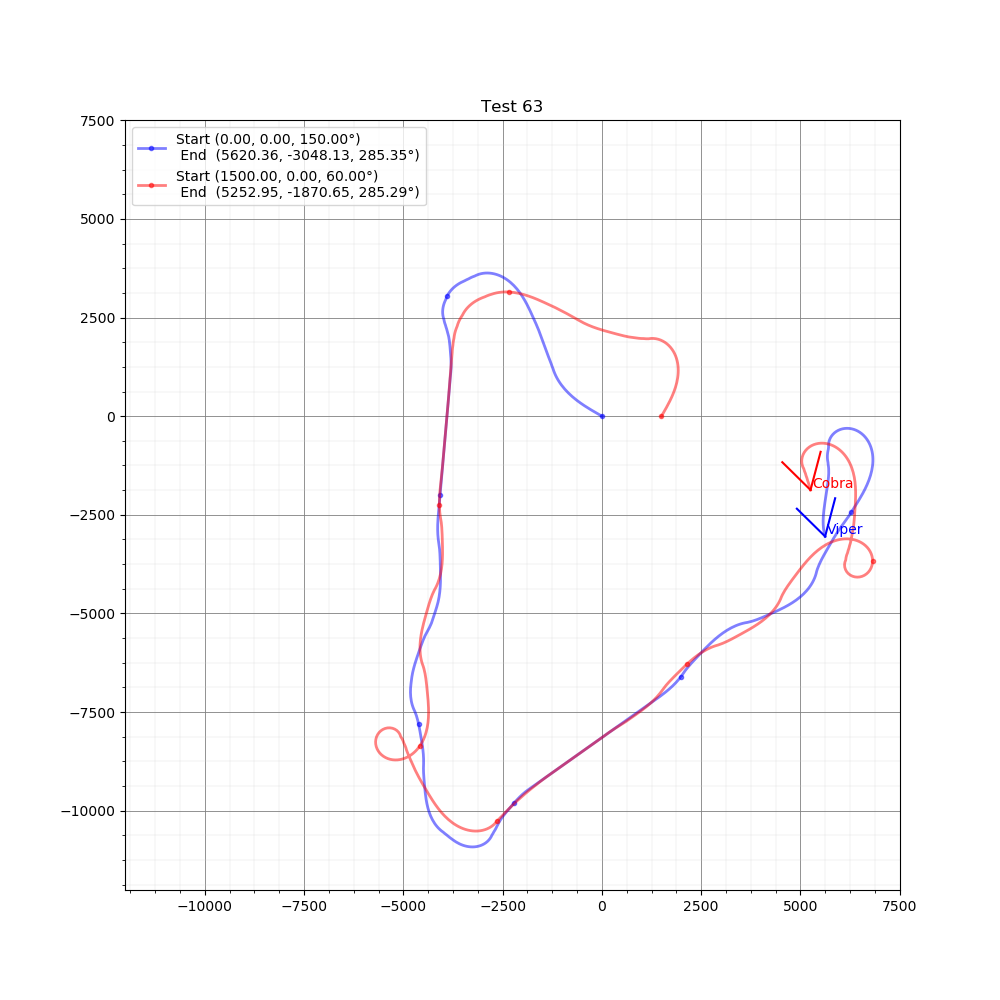 Test 63
Start (0.00, 0.00, 150.00°)
End (5620.36, -3048.13, 285.35°)
Start (1500.00, 0.00, 60.00°)
End (5252.95, -1870.65, 285.29°)
7500
5000
2500
0
−2500
−5000
−7500
−10000
Cobra
Viper
−10000 −7500 −5000 −2500 0 2500 5000 7500